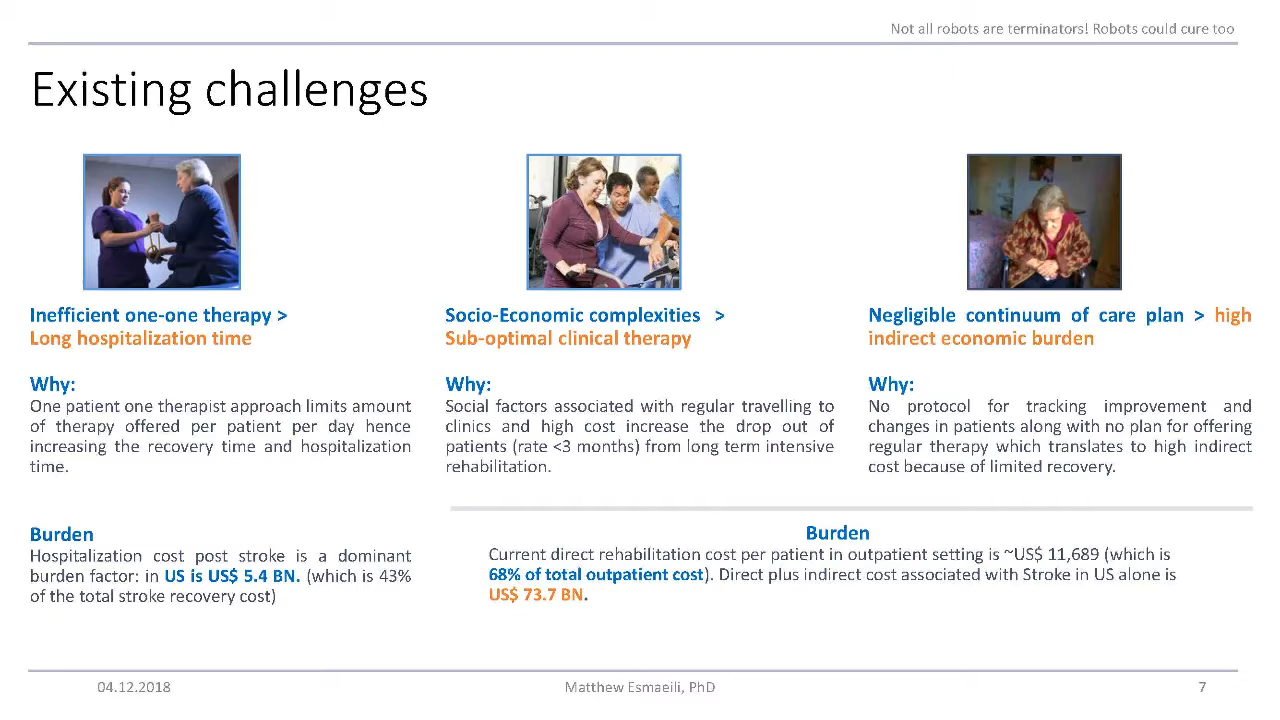 Not all robots are terminators! Robots could cure too
Existing challenges
Inefficient one-one therapy >
Long hospitalization time
Why:
One patient one therapist approach limits amount
of therapy offered per patient per day hence
increasing the recovery time and hospitalization
time.
Burden
Hospitalization cost post stroke is a dominant
burden factor: in US is US$ 5.4 BN. (which is 43%
of the total stroke recovery cost)
Socio-Economic complexities >
Sub-optimal clinical therapy
Why:
Social factors associated with regular travelling to
clinics and high cost increase the drop out of
patients (rate <3 months) from long term intensive
rehabilitation.
Negligible continuum of care plan > high
indirect economic burden
Why:
No protocol for tracking improvement and
changes in patients along with no plan for offering
regular therapy which translates to high indirect
cost because of limited recovery.
Burden
Current direct rehabilitation cost per patient in outpatient setting is ~US$ 11,689 (which is
68% of total outpatient cost). Direct plus indirect cost associated with Stroke in US alone is
US$ 73.7 BN.
04.12.2018
Matthew Esmaeili, PhD
7